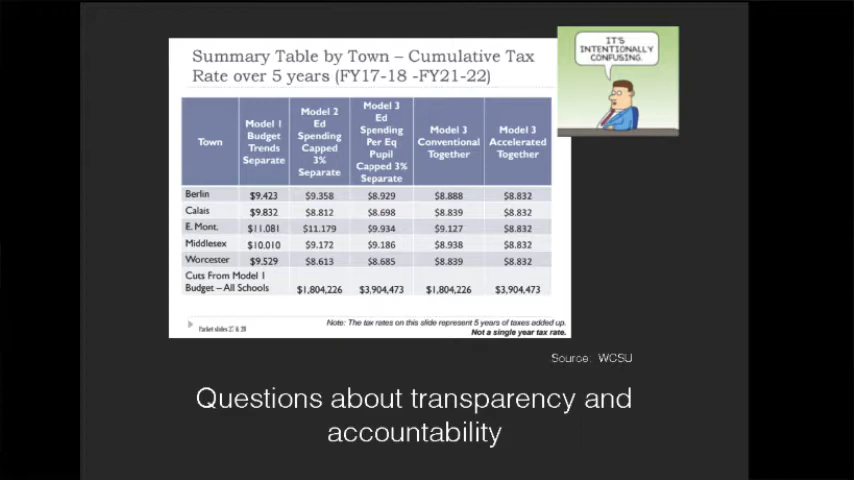 Summary Table by Town – Cumulative Tax
Rate over 5 years (FY17-18 -FY21-22)
IT'S
INTENTIONALLY
CONFUSING.
Town
Model 1
Budget
Trends
Separate
Model 2
Ed
Spending
Capped
3%
Separate
Model 3
Ed
Spending
Per Eq
Pupil
Capped 3%
Separate
Model 3
Conventional
Together
Model 3
Accelerated
Together
Berlin $9.423 $9.358 $8.929 $8.888 $8.832
Calais $9.832 $8.812 $8.698 $8.839 $8.832
E. Mont. $11.081 $11.179 $9.934 $9.127 $8.832
Middlesex $10.010 $9.172 $9.186 $8.938 $8.832
Worcester $9.529 $8.613 $8.685 $8.839 $8.832
Cuts From Model 1
Budget – All Schools $1,804,226 $3,904,473 $1,804,226 $3,904,473
Note: The tax rates on this slide represent 5 years of taxes added up.
Not a single year tax rate.
Packet slides 27 & 28
Source: WCSU
Questions about transparency and
accountability